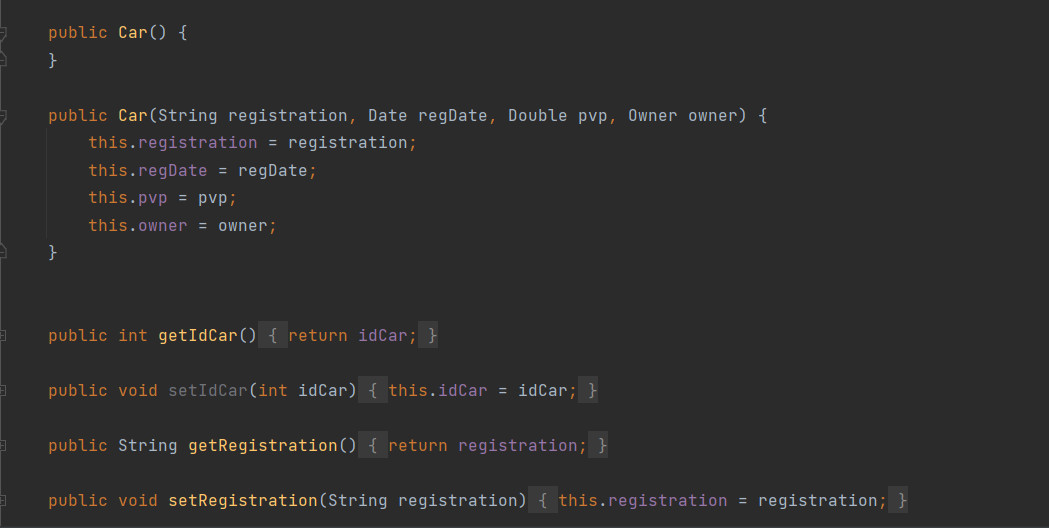 public Car() {
}
public Car(String registration, Date regDate, Double pvp, Owner owner) {
this.registration = registration;
this.regDate = regDate;
this.pvp = pvp;
this.owner = owner;
}
public int getIdCar() { return idCar; }
public void setIdCar(int idCar) { this.idCar = idCar; }
public String getRegistration() { return registration; }
public void setRegistration(String registration) { this.registration = registration; }